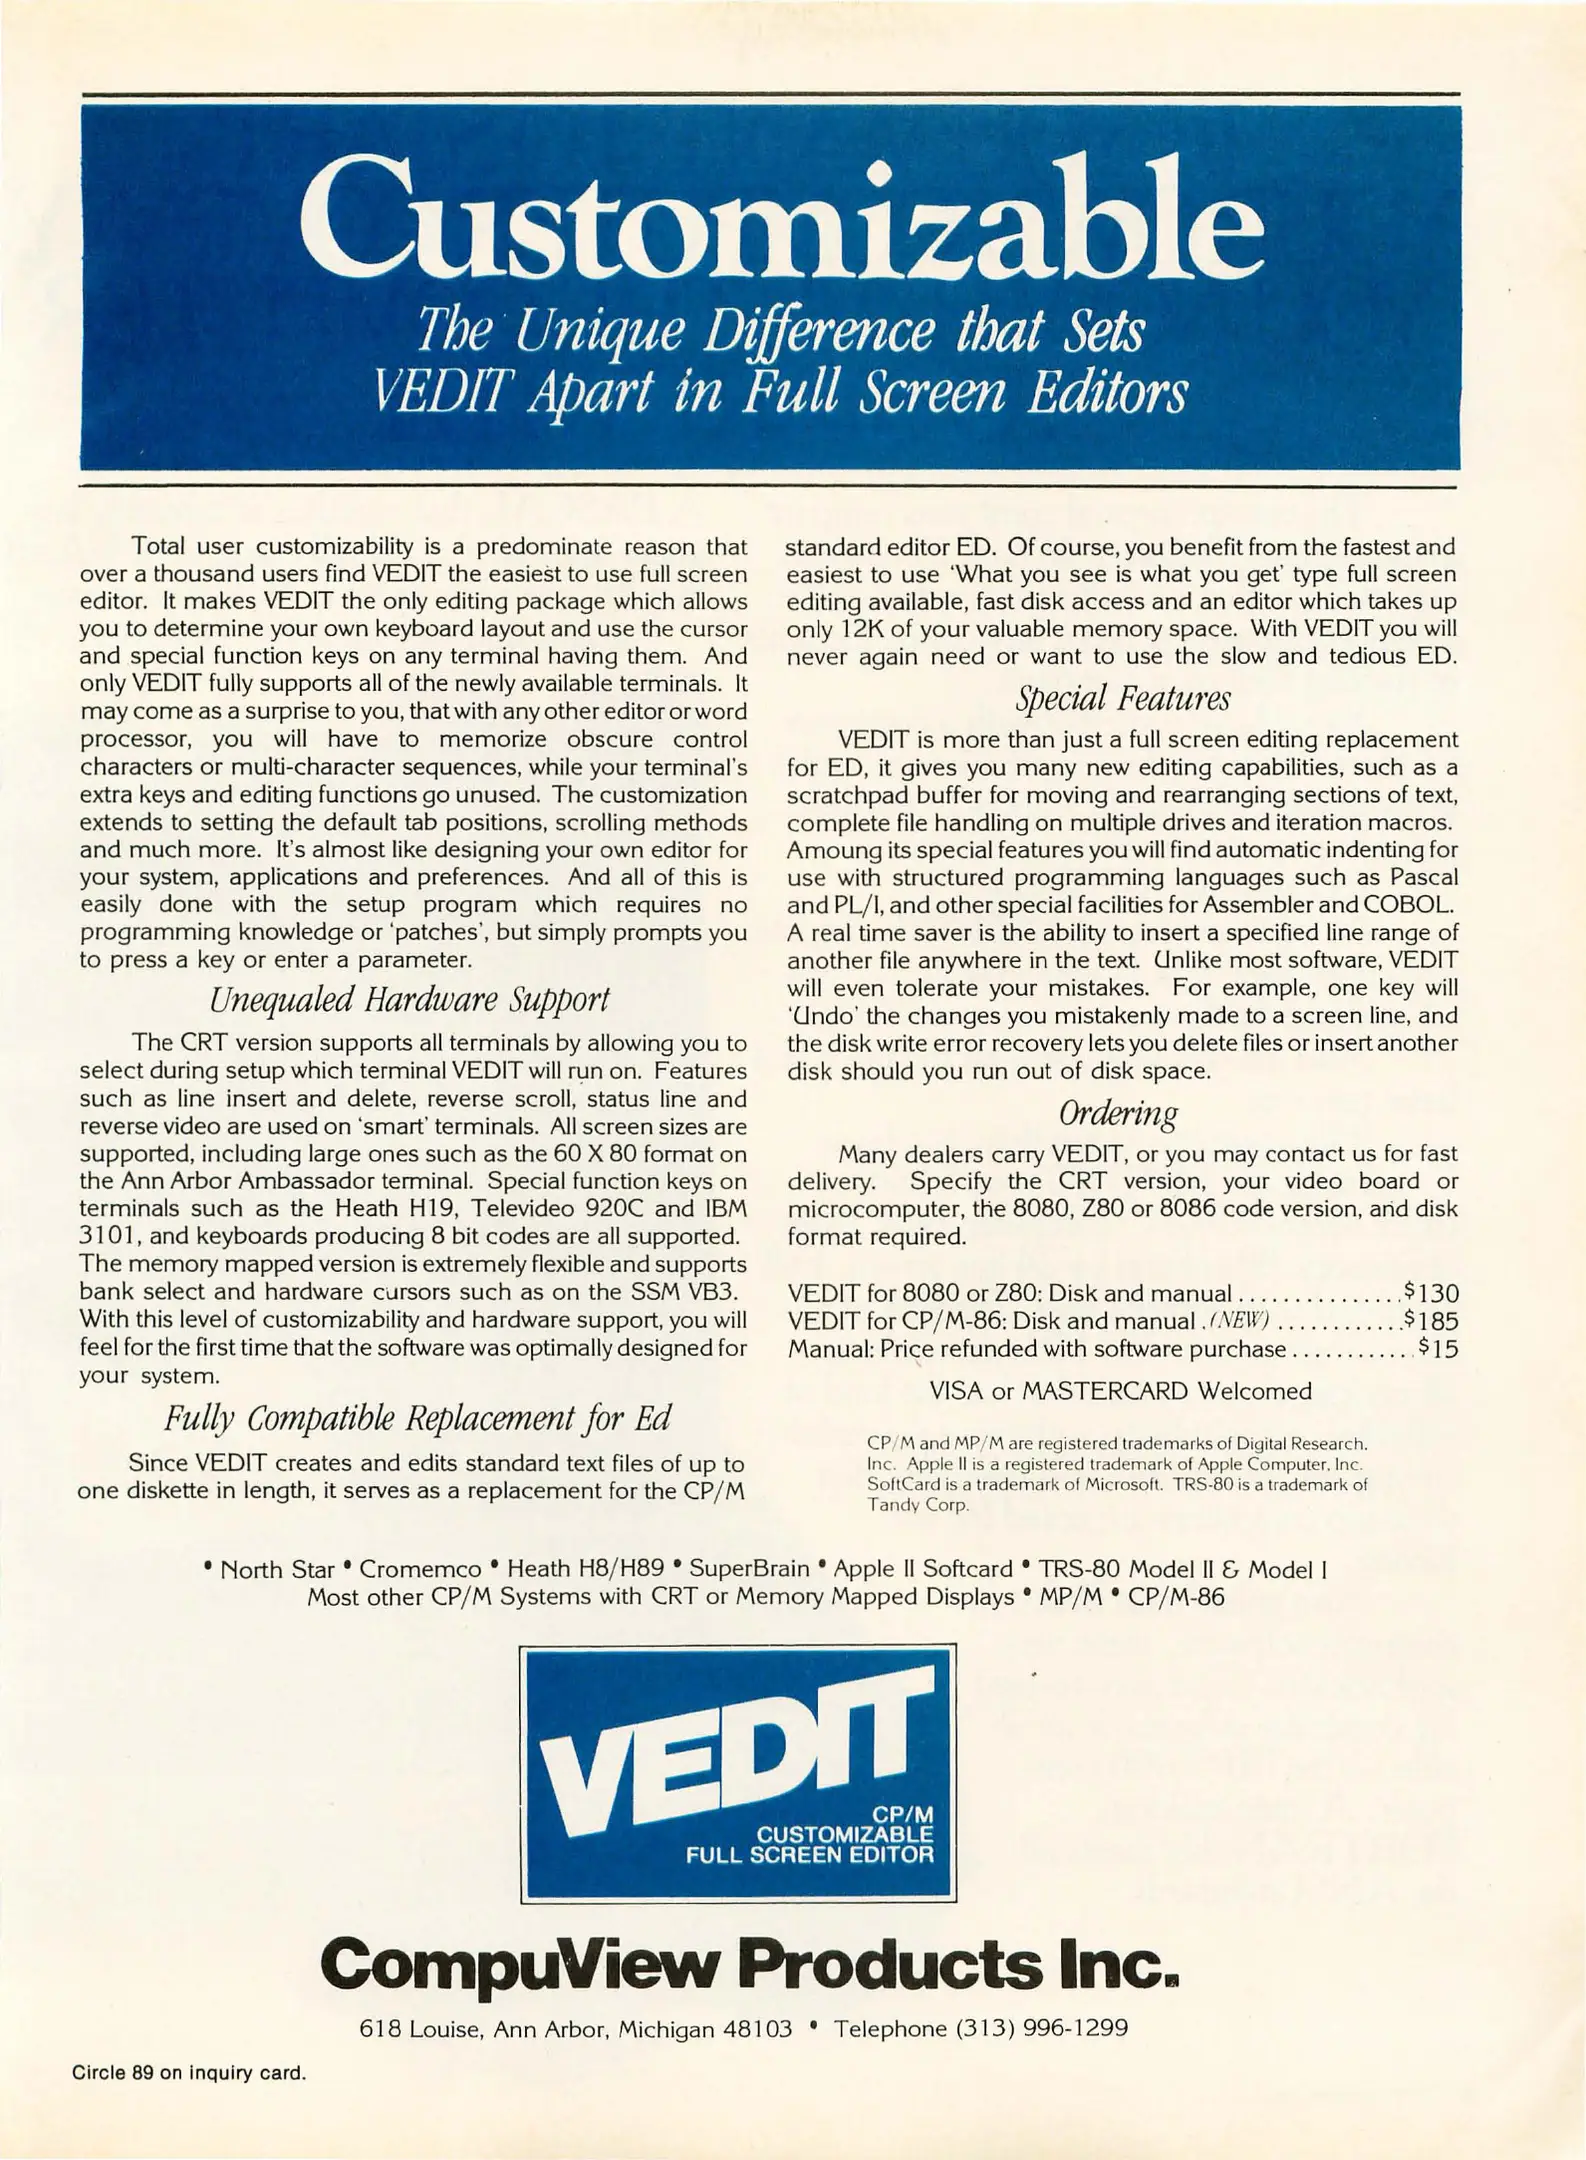 Customizable
The Unique Difference that Sets
VEDIT Apart in Full Screen Editors
Total user customizability is a predominate reason that
over a thousand users find VEDIT the easiest to use full screen
editor. It makes VEDIT the only editing package which allows
you to determine your own keyboard layout and use the cursor
and special function keys on any terminal having them. And
only VEDIT fully supports all of the newly available terminals. It
may come as a surprise to you, that with any other editor or word
processor, you will have to memorize obscure control
characters or multi-character sequences, while your terminal's
extra keys and editing functions go unused. The customization
extends to setting the default tab positions, scrolling methods
and much more. It's almost like designing your own editor for
your system, applications and preferences. And all of this is
easily done with the setup program which requires no
programming knowledge or 'patches', but simply prompts you
to press a key or enter a parameter.
Unequaled Hardware Support
The CRT version supports all terminals by allowing you to
select during setup which terminal VEDIT will run on. Features
such as line insert and delete, reverse scroll, status line and
reverse video are used on 'smart' terminals. All screen sizes are
supported, including large ones such as the 60 X 80 format on
the Ann Arbor Ambassador terminal. Special function keys on
terminals such as the Heath H19, Televideo 920C and IBM
3101, and keyboards producing 8 bit codes are all supported.
The memory mapped version is extremely flexible and supports
bank select and hardware cursors such as on the SSM VB3.
With this level of customizability and hardware support, you will
feel for the first time that the software was optimally designed for
your system.
Fully Compatible Replacement for Ed
Since VEDIT creates and edits standard text files of up to
one diskette in length, it serves as a replacement for the CP/M
standard editor ED. Of course, you benefit from the fastest and
easiest to use 'What you see is what you get' type full screen
editing available, fast disk access and an editor which takes up
only 12K of your valuable memory space. With VEDIT you will
never again need or want to use the slow and tedious ED.
Special Features
VEDIT is more than just a full screen editing replacement
for ED, it gives you many new editing capabilities, such as a
scratchpad buffer for moving and rearranging sections of text,
complete file handling on multiple drives and iteration macros.
Amoung its special features you will find automatic indenting for
use with structured programming languages such as Pascal
and PL/I, and other special facilities for Assembler and COBOL.
A real time saver is the ability to insert a specified line range of
another file anywhere in the text. Unlike most software, VEDIT
will even tolerate your mistakes. For example, one key will
'Undo' the changes you mistakenly made to a screen line, and
the disk write error recovery lets you delete files or insert another
disk should you run out of disk space.
Ordering
Many dealers carry VEDIT, or you may contact us for fast
delivery. Specify the CRT version, your video board or
microcomputer, the 8080, Z80 or 8086 code version, and disk
format required.
VEDIT for 8080 or Z80: Disk and manual ................ $130
VEDIT for CP/M-86: Disk and manual .(NEW) ............. $185
Manual: Price refunded with software purchase ............. $15
VISA or MASTERCARD Welcomed
CP/M and MP/M are registered trademarks of Digital Research,
Inc. Apple II is a registered trademark of Apple Computer, Inc.
SoftCard is a trademark of Microsoft. TRS-80 is a trademark of
Tandy Corp.
• North Star • Cromemco • Heath H8/H89 • SuperBrain • Apple II Softcard • TRS-80 Model II & Model I
Most other CP/M Systems with CRT or Memory Mapped Displays • MP/M • CP/M-86
VEDIT
CP/M
CUSTOMIZABLE
FULL SCREEN EDITOR
CompuView Products Inc.
618 Louise, Ann Arbor, Michigan 48103 • Telephone (313) 996-1299
Circle 89 on inquiry card.